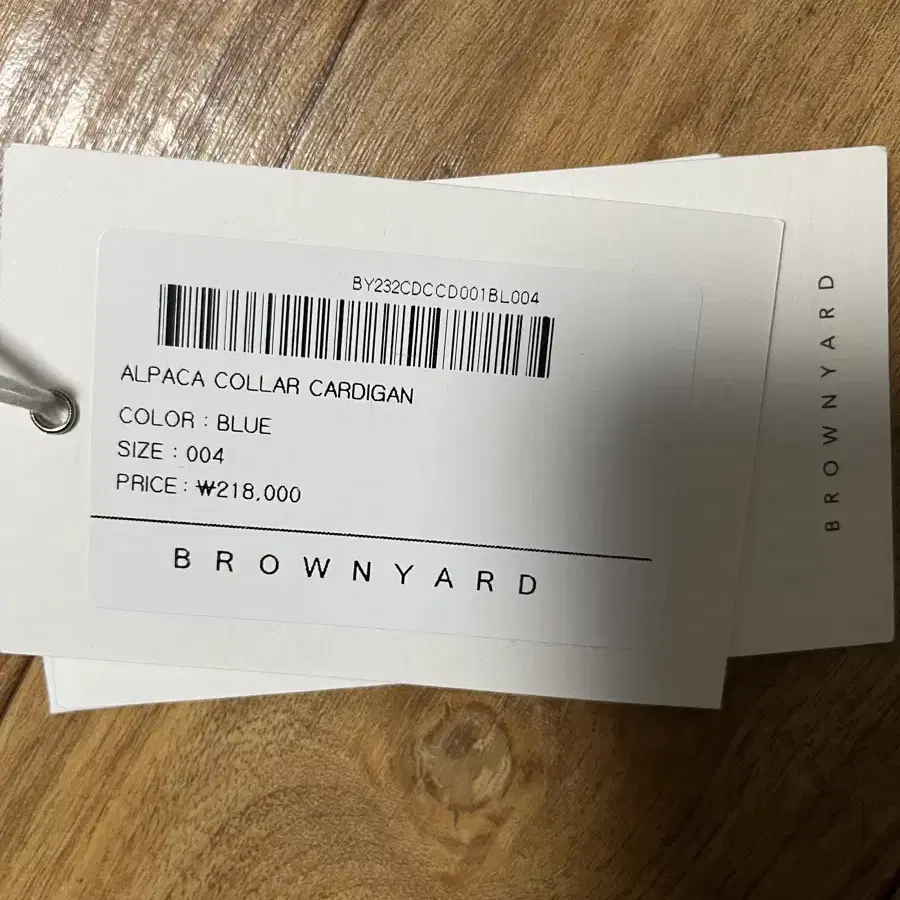 BY232CDCCD001BL004
ALPACA COLLAR CARDIGAN
COLOR : BLUE
SIZE : 004
PRICE : ₩218,000
BROWNYARD
BROWNYARD